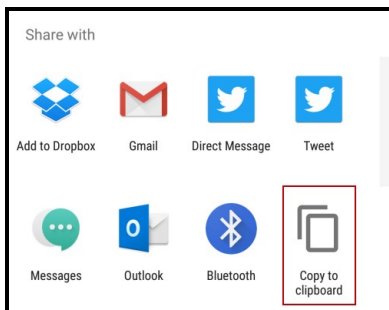 Share with
Add to Dropbox Gmail Direct Message Tweet
Messages Outlook Bluetooth Copy to
clipboard